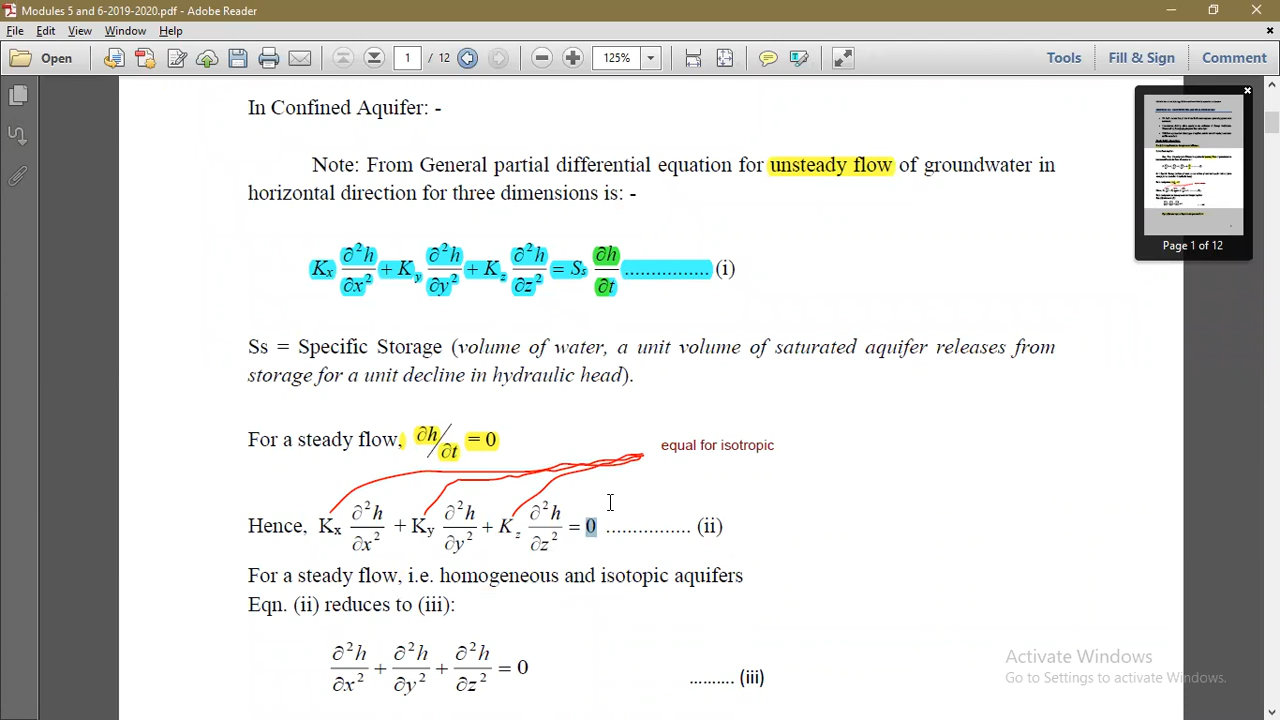 Modules 5 and 6-2019-2020.pdf - Adobe Reader
File Edit View Window Help
Open 1 / 12 125% Tools Fill & Sign Comment
In Confined Aquifer: -
Note: From General partial differential equation for unsteady flow of groundwater in
horizontal direction for three dimensions is: -
Kx ∂²h/∂x² + Ky ∂²h/∂y² + Kz ∂²h/∂z² = Ss ∂h/∂t ................ (i)
Ss = Specific Storage (volume of water, a unit volume of saturated aquifer releases from
storage for a unit decline in hydraulic head).
For a steady flow, ∂h/∂t = 0
equal for isotropic
Hence, Kx ∂²h/∂x² + Ky ∂²h/∂y² + Kz ∂²h/∂z² = 0 ................ (ii)
For a steady flow, i.e. homogeneous and isotopic aquifers
Eqn. (ii) reduces to (iii):
∂²h/∂x² + ∂²h/∂y² + ∂²h/∂z² = 0 .......... (iii)
Page 1 of 12
Activate Windows
Go to Settings to activate Windows.